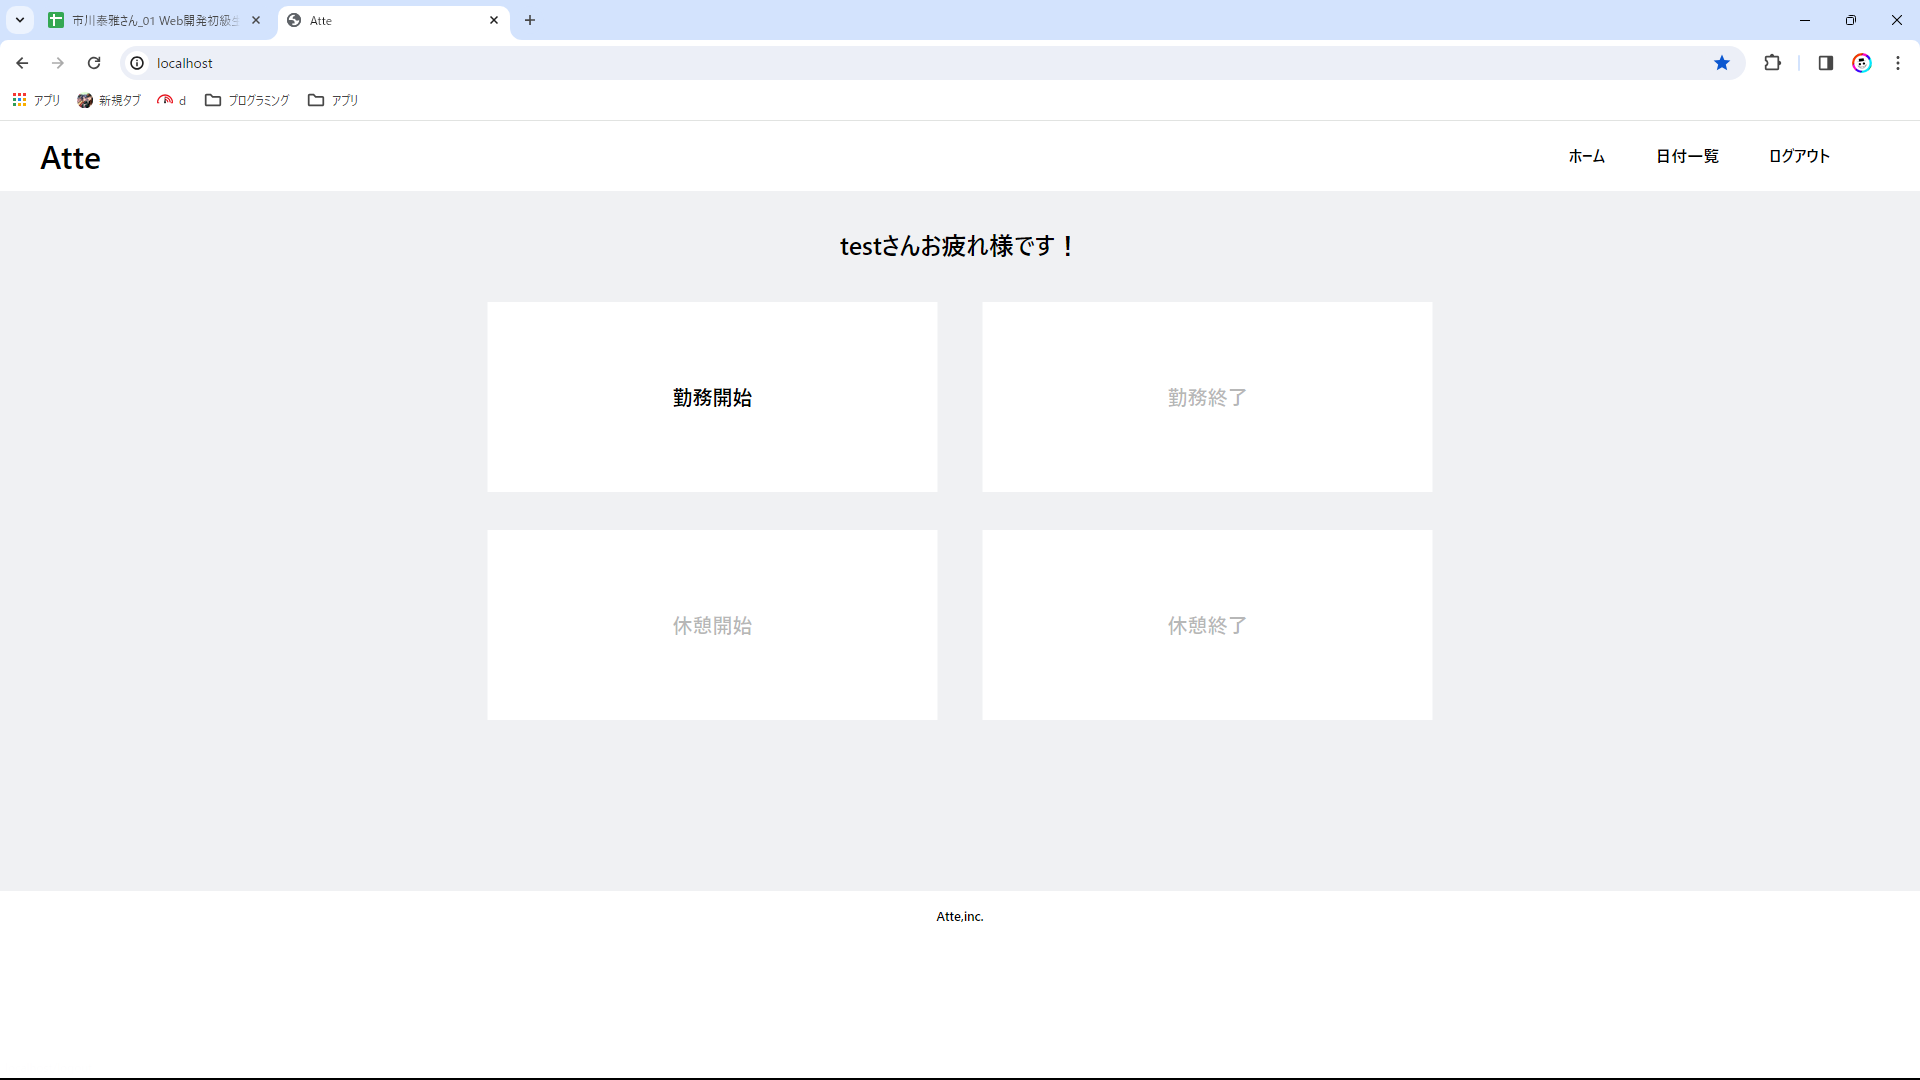 市川泰雅さん_01 Web開発初級
Atte
localhost
アプリ
新規タブ
d
プログラミング
アプリ
Atte
ホーム
日付一覧
ログアウト
testさんお疲れ様です！
勤務開始
勤務終了
休憩開始
休憩終了
Atte,inc.